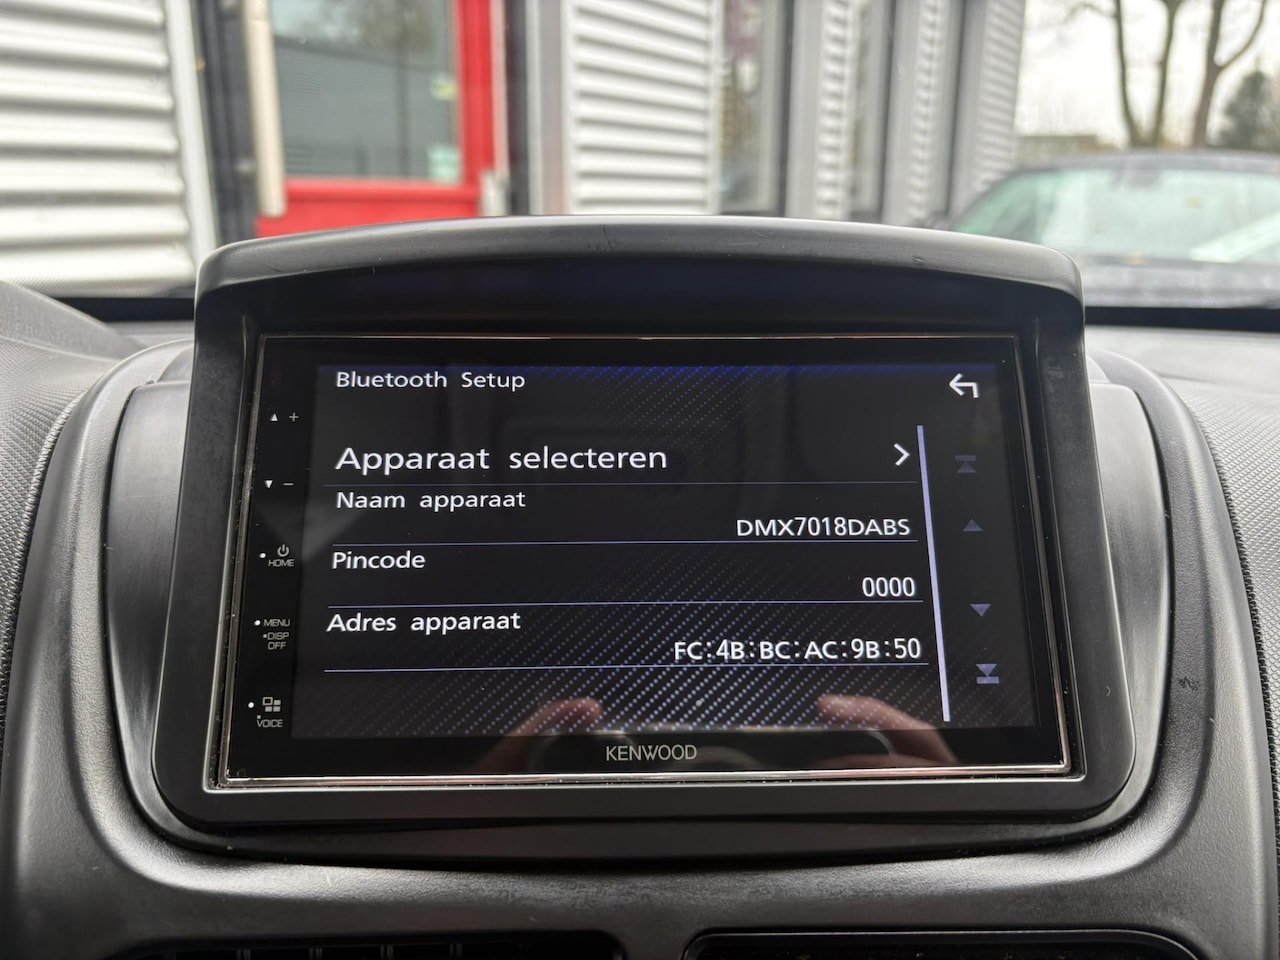 Bluetooth Setup
Apparaat selecteren
Naam apparaat
DMX7018DABS
Pincode
0000
Adres apparaat
FC:4B:BC:AC:9B:50
+
−
HOME
MENU
DISP
OFF
VOICE
KENWOOD